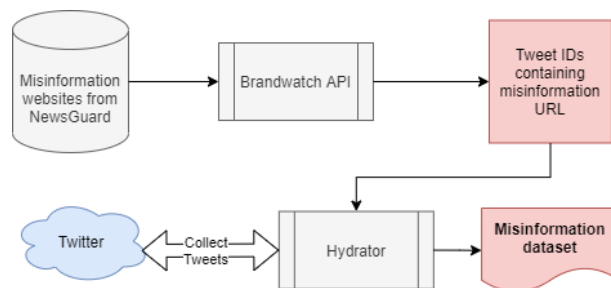 Misinformation
websites from
NewsGuard
Brandwatch API
Tweet IDs
containing
misinformation
URL
Twitter
Collect
Tweets
Hydrator
Misinformation
dataset